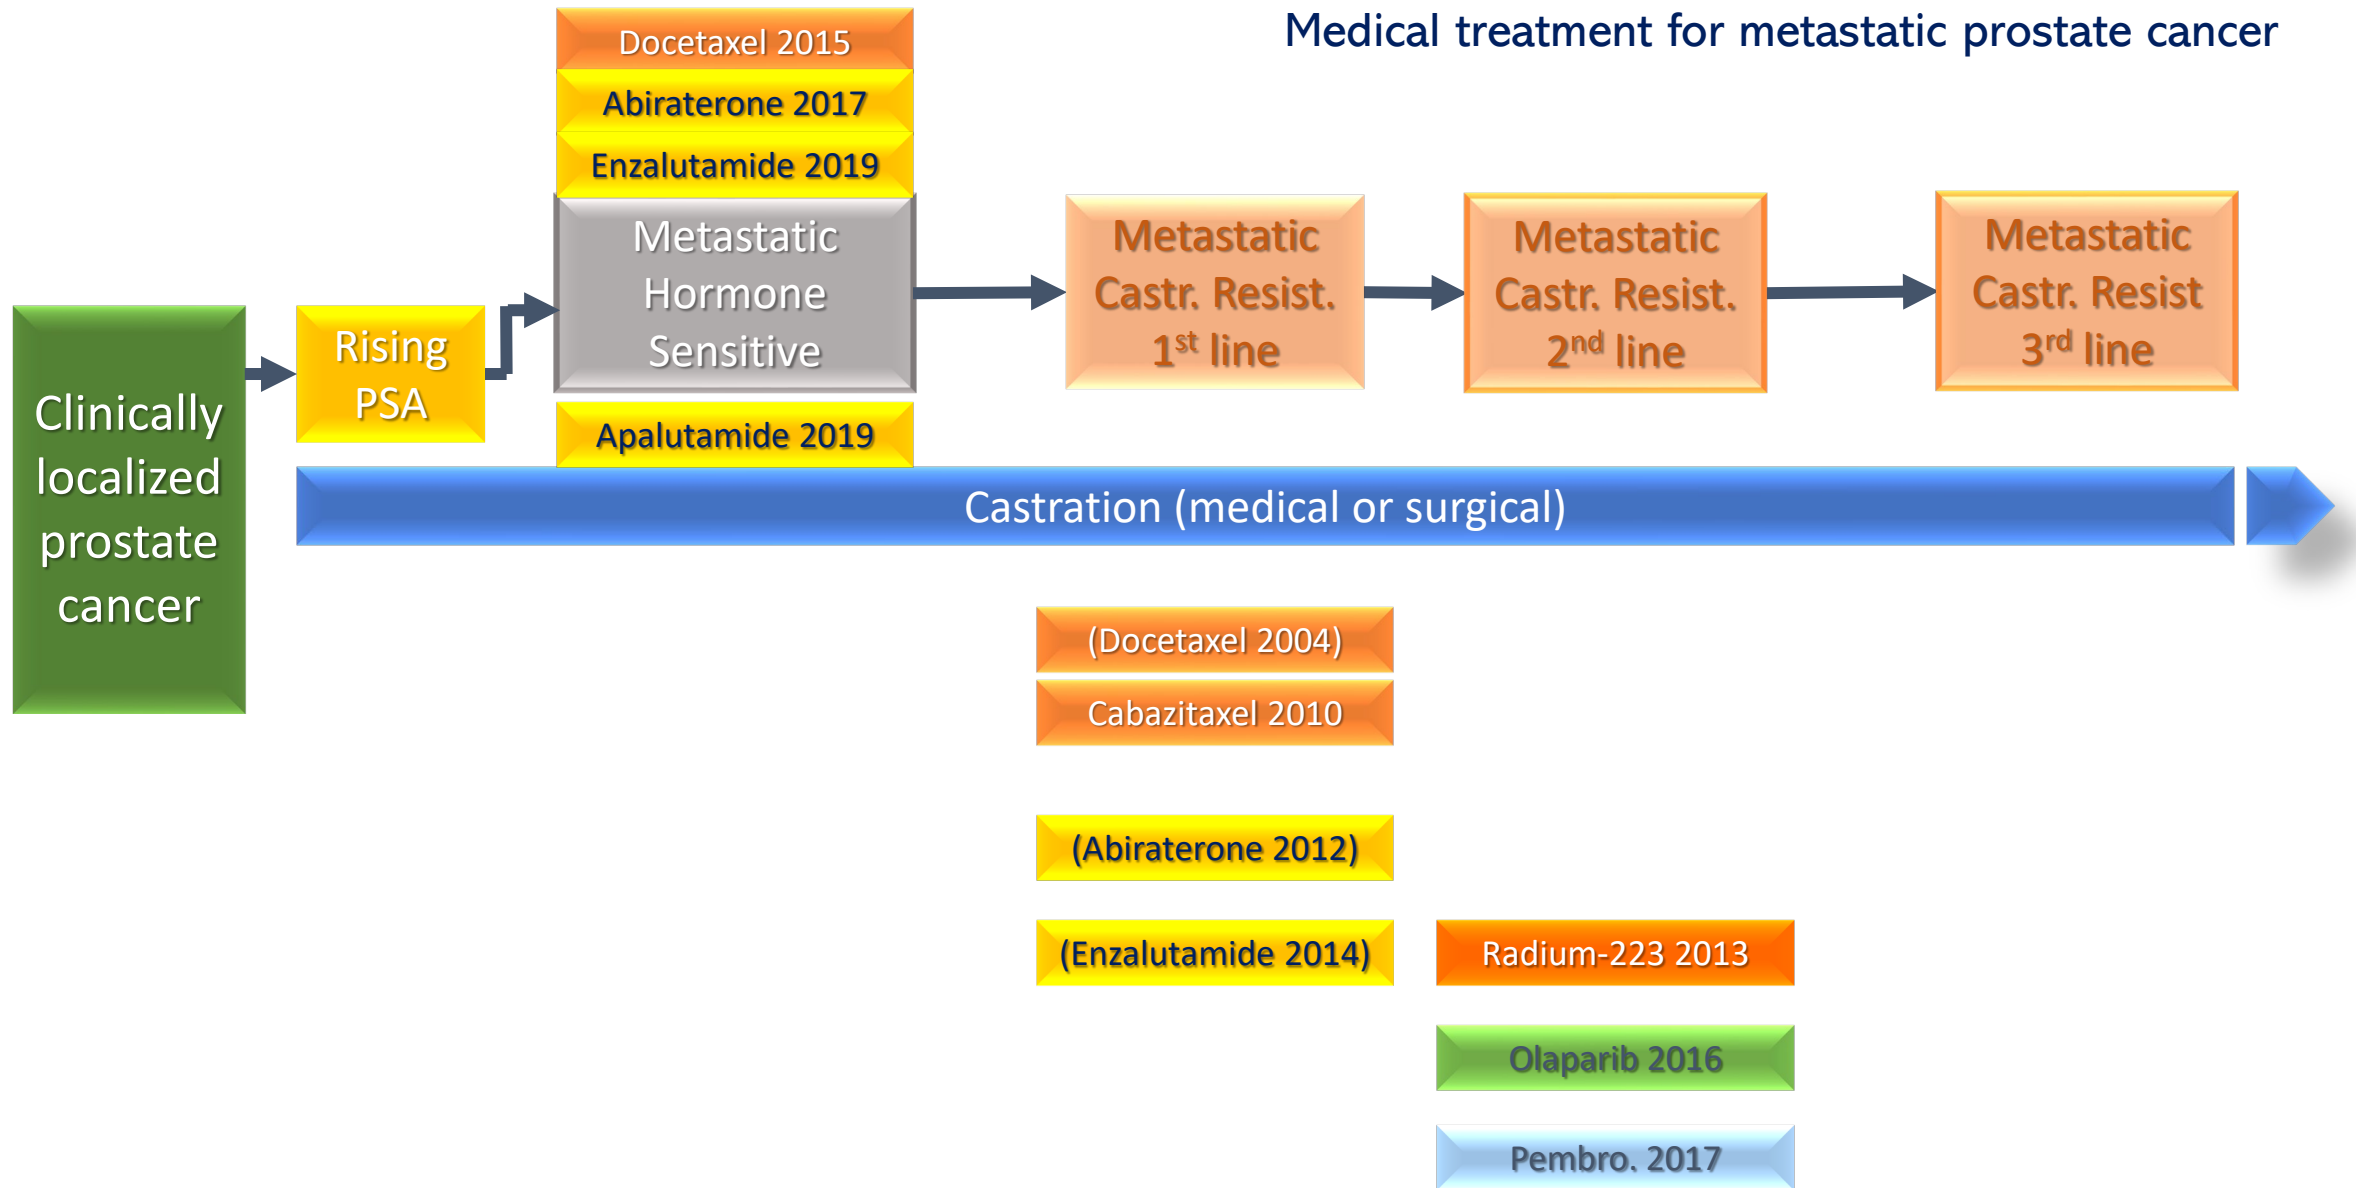 Medical treatment for metastatic prostate cancer
Docetaxel 2015
Abiraterone 2017
Enzalutamide 2019
Metastatic
Hormone
Sensitive
Apalutamide 2019
Clinically
localized
prostate
cancer
Rising
PSA
Metastatic
Castr. Resist.
1st line
Metastatic
Castr. Resist.
2nd line
Metastatic
Castr. Resist
3rd line
Castration (medical or surgical)
(Docetaxel 2004)
Cabazitaxel 2010
(Abiraterone 2012)
(Enzalutamide 2014)
Radium-223 2013
Olaparib 2016
Pembro. 2017